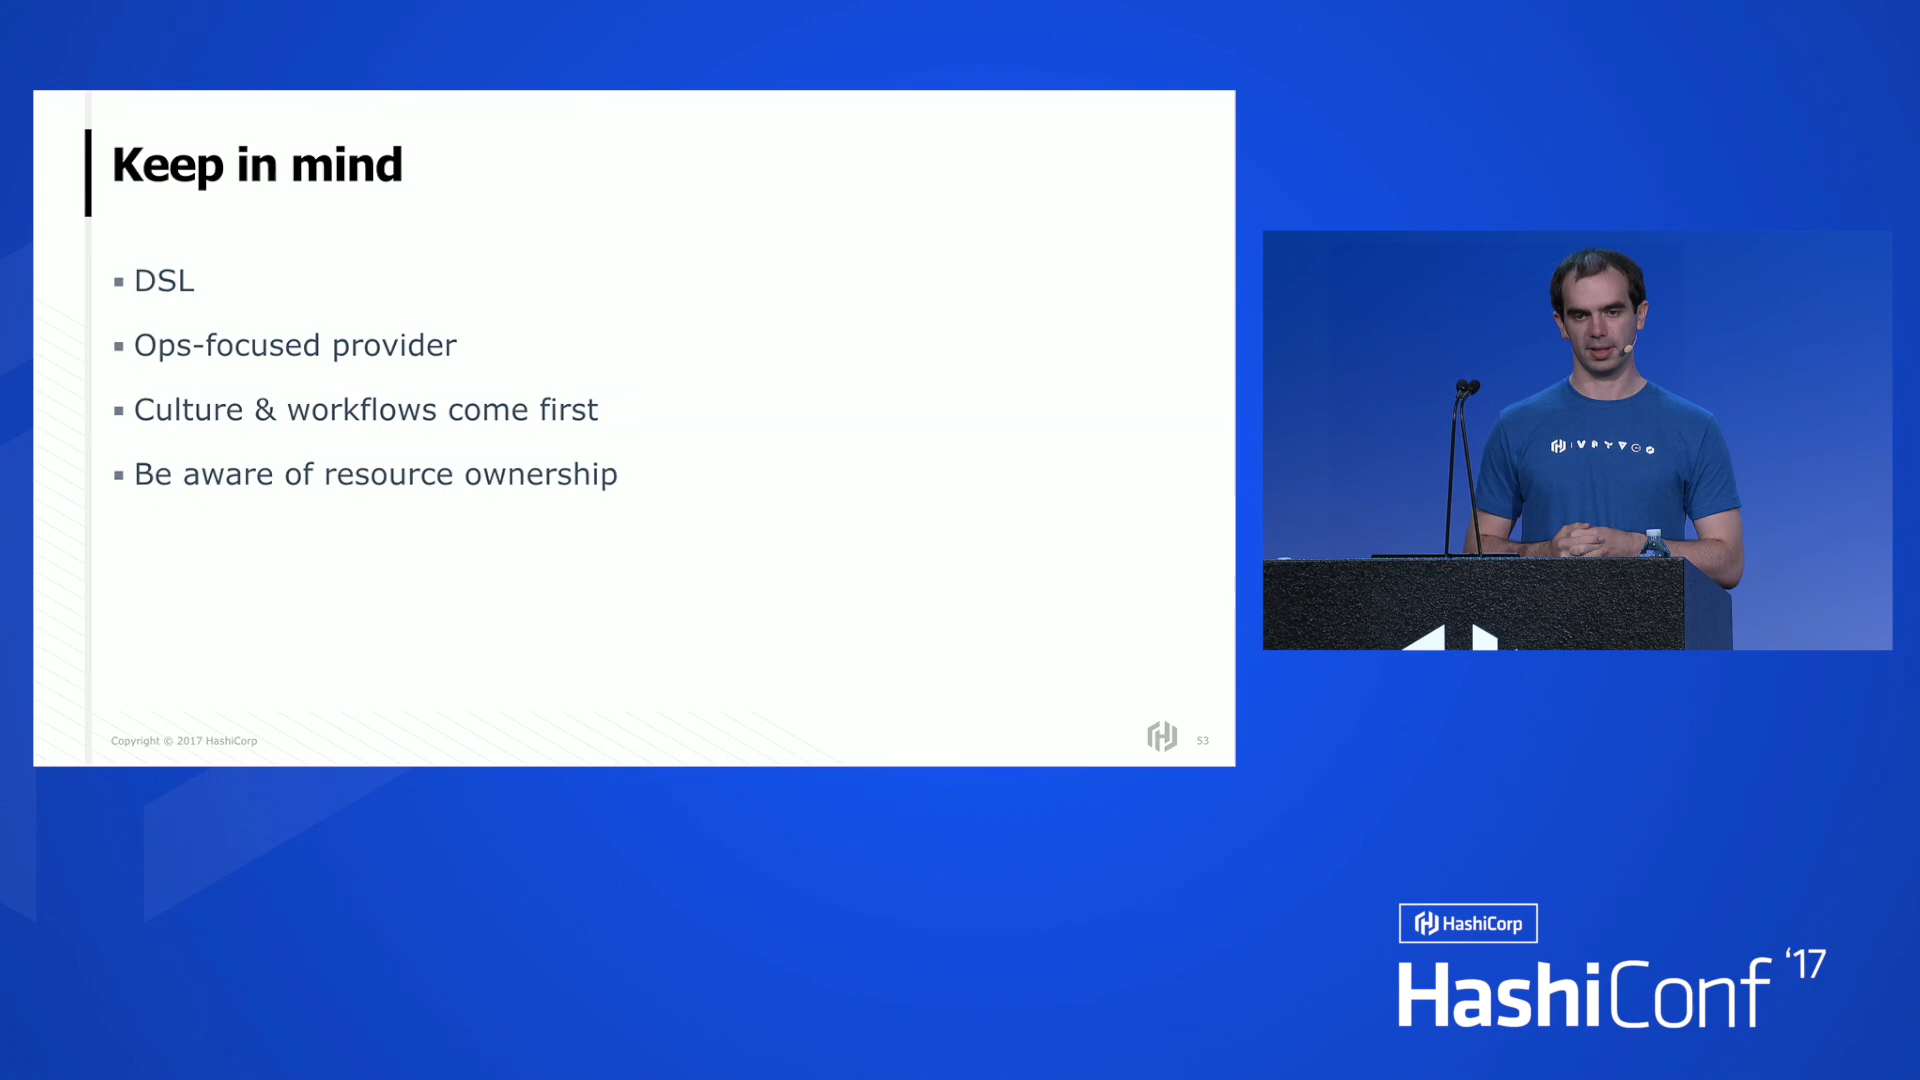 Keep in mind
▪ DSL
▪ Ops-focused provider
▪ Culture & workflows come first
▪ Be aware of resource ownership
Copyright © 2017 HashiCorp
53
HashiCorp
HashiConf '17